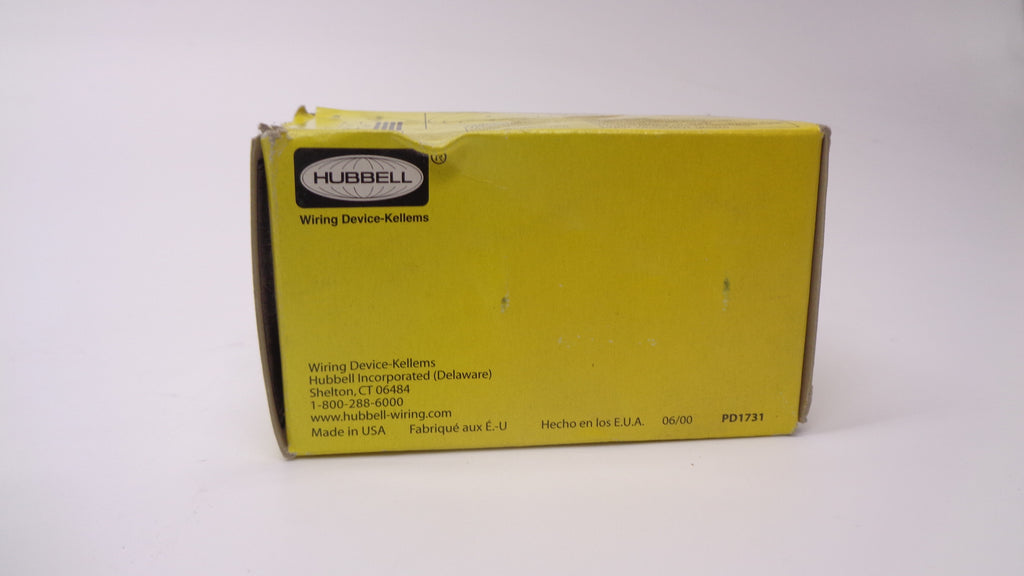 HUBBELL ®
Wiring Device-Kellems
Wiring Device-Kellems
Hubbell Incorporated (Delaware)
Shelton, CT 06484
1-800-288-6000
www.hubbell-wiring.com
Made in USA Fabriqué aux É.-U Hecho en los E.U.A. 06/00 PD1731